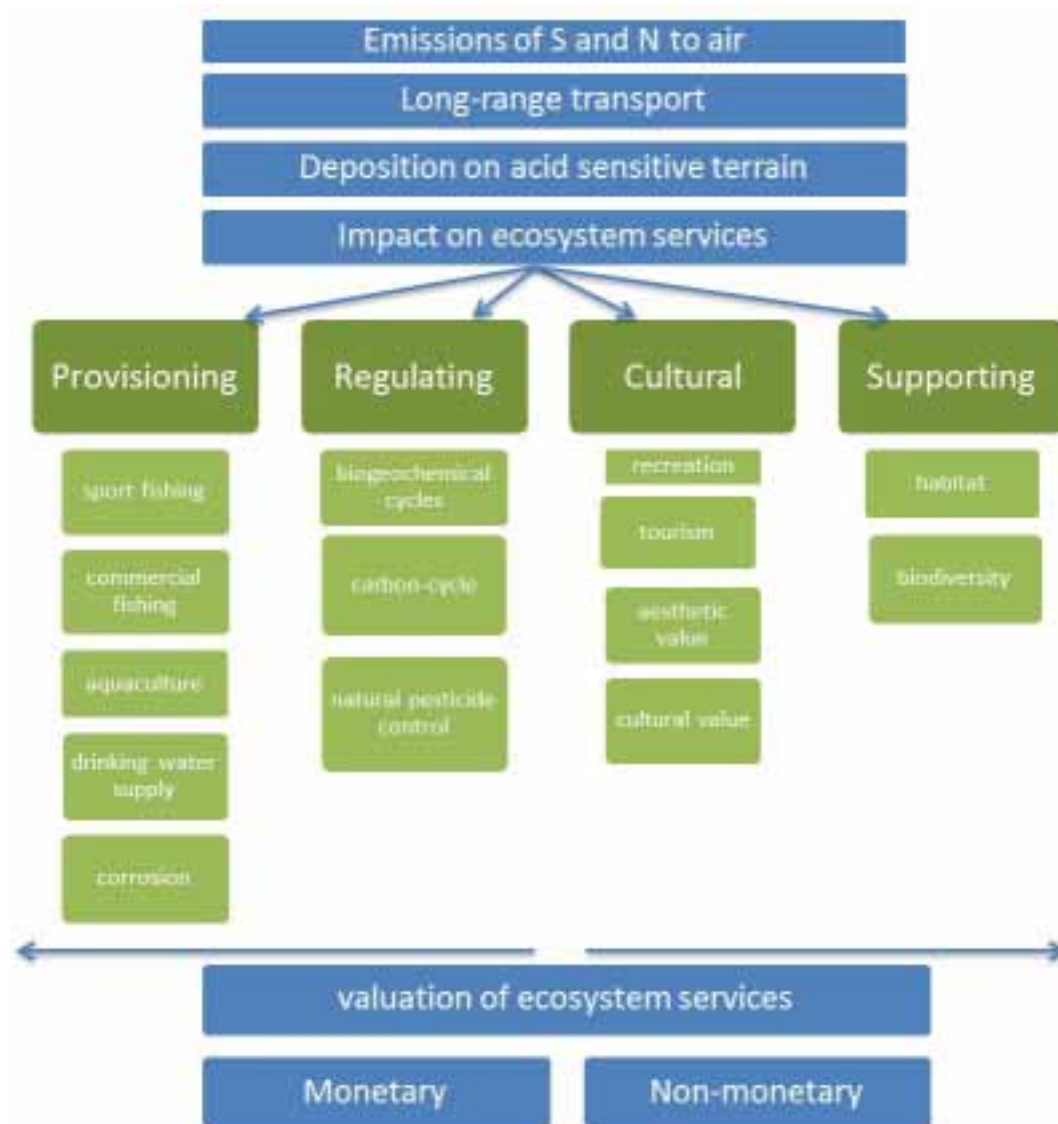 Emissions of S and N to air
Long-range transport
Deposition on acid sensitive terrain
Impact on ecosystem services
Provisioning
sport fishing
commercial
fishing
aquaculture
drinking water
supply
corrosion
Regulating
biogeochemical
cycles
carbon-cycle
natural pesticide
control
Cultural
recreation
tourism
aesthetic
value
cultural value
Supporting
habitat
biodiversity
valuation of ecosystem services
Monetary
Non-monetary